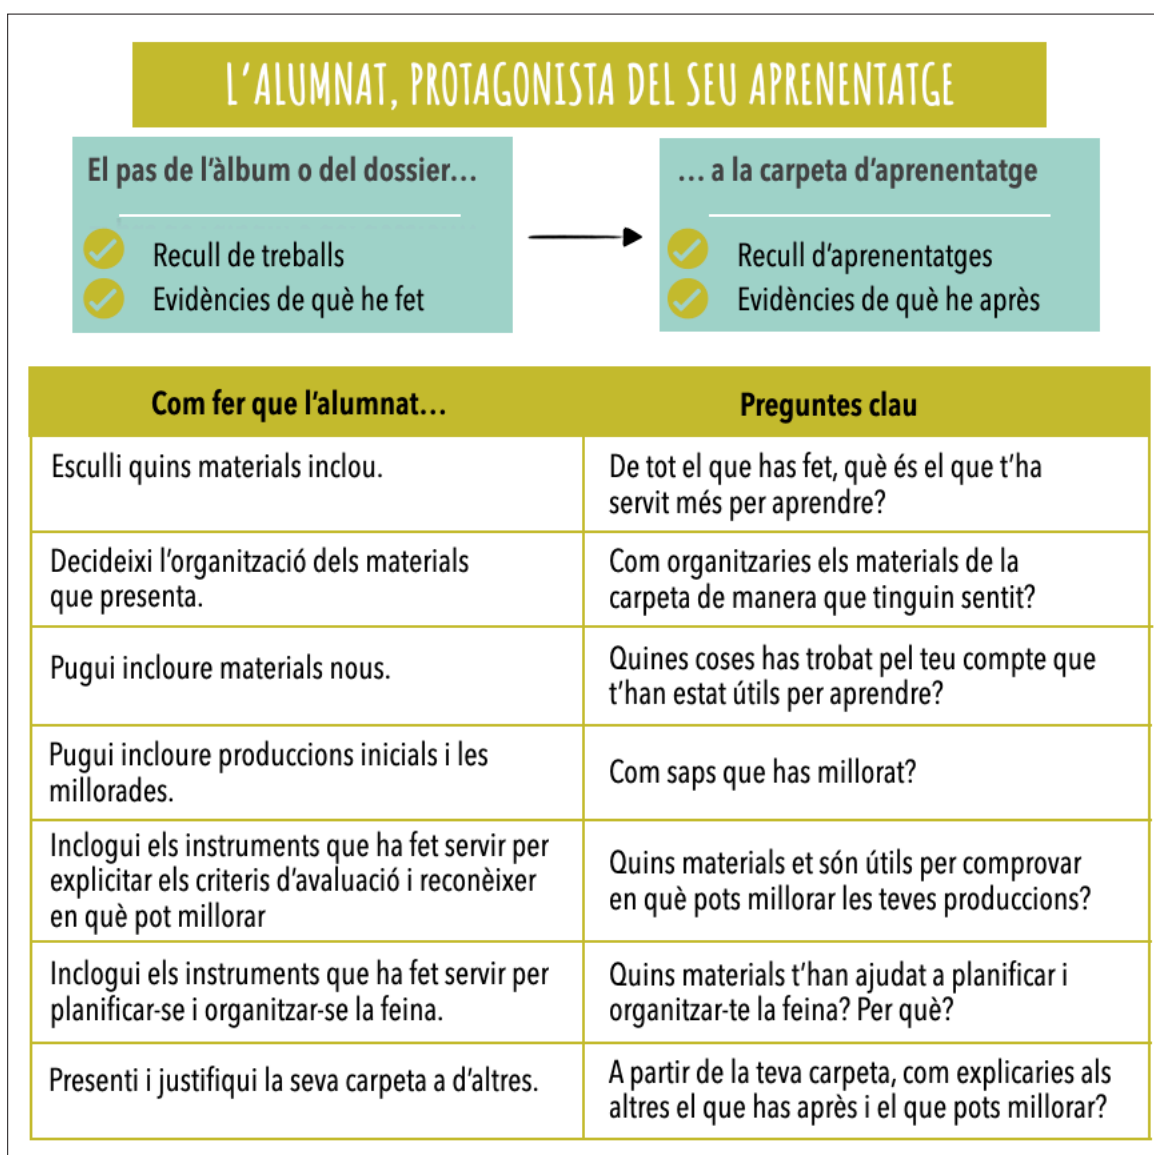 L'ALUMNAT, PROTAGONISTA DEL SEU APRENENTATGE
El pas de l'àlbum o del dossier...
Recull de treballs
Evidències de què he fet
... a la carpeta d'aprenentatge
Recull d'aprenentatges
Evidències de què he après
Com fer que l'alumnat...
Preguntes clau
Esculli quins materials inclou.
De tot el que has fet, què és el que t'ha
servit més per aprendre?
Decideixi l'organització dels materials
que presenta.
Com organitzaries els materials de la
carpeta de manera que tinguin sentit?
Pugui incloure materials nous.
Quines coses has trobat pel teu compte que
t'han estat útils per aprendre?
Pugui incloure produccions inicials i les
millorades.
Com saps que has millorat?
Inclogui els instruments que ha fet servir per
explicitar els criteris d'avaluació i reconèixer
en què pot millorar
Quins materials et són útils per comprovar
en què pots millorar les teves produccions?
Inclogui els instruments que ha fet servir per
planificar-se i organitzar-se la feina.
Quins materials t'han ajudat a planificar i
organitzar-te la feina? Per què?
Presenti i justifiqui la seva carpeta a d'altres.
A partir de la teva carpeta, com explicaries als
altres el que has après i el que pots millorar?